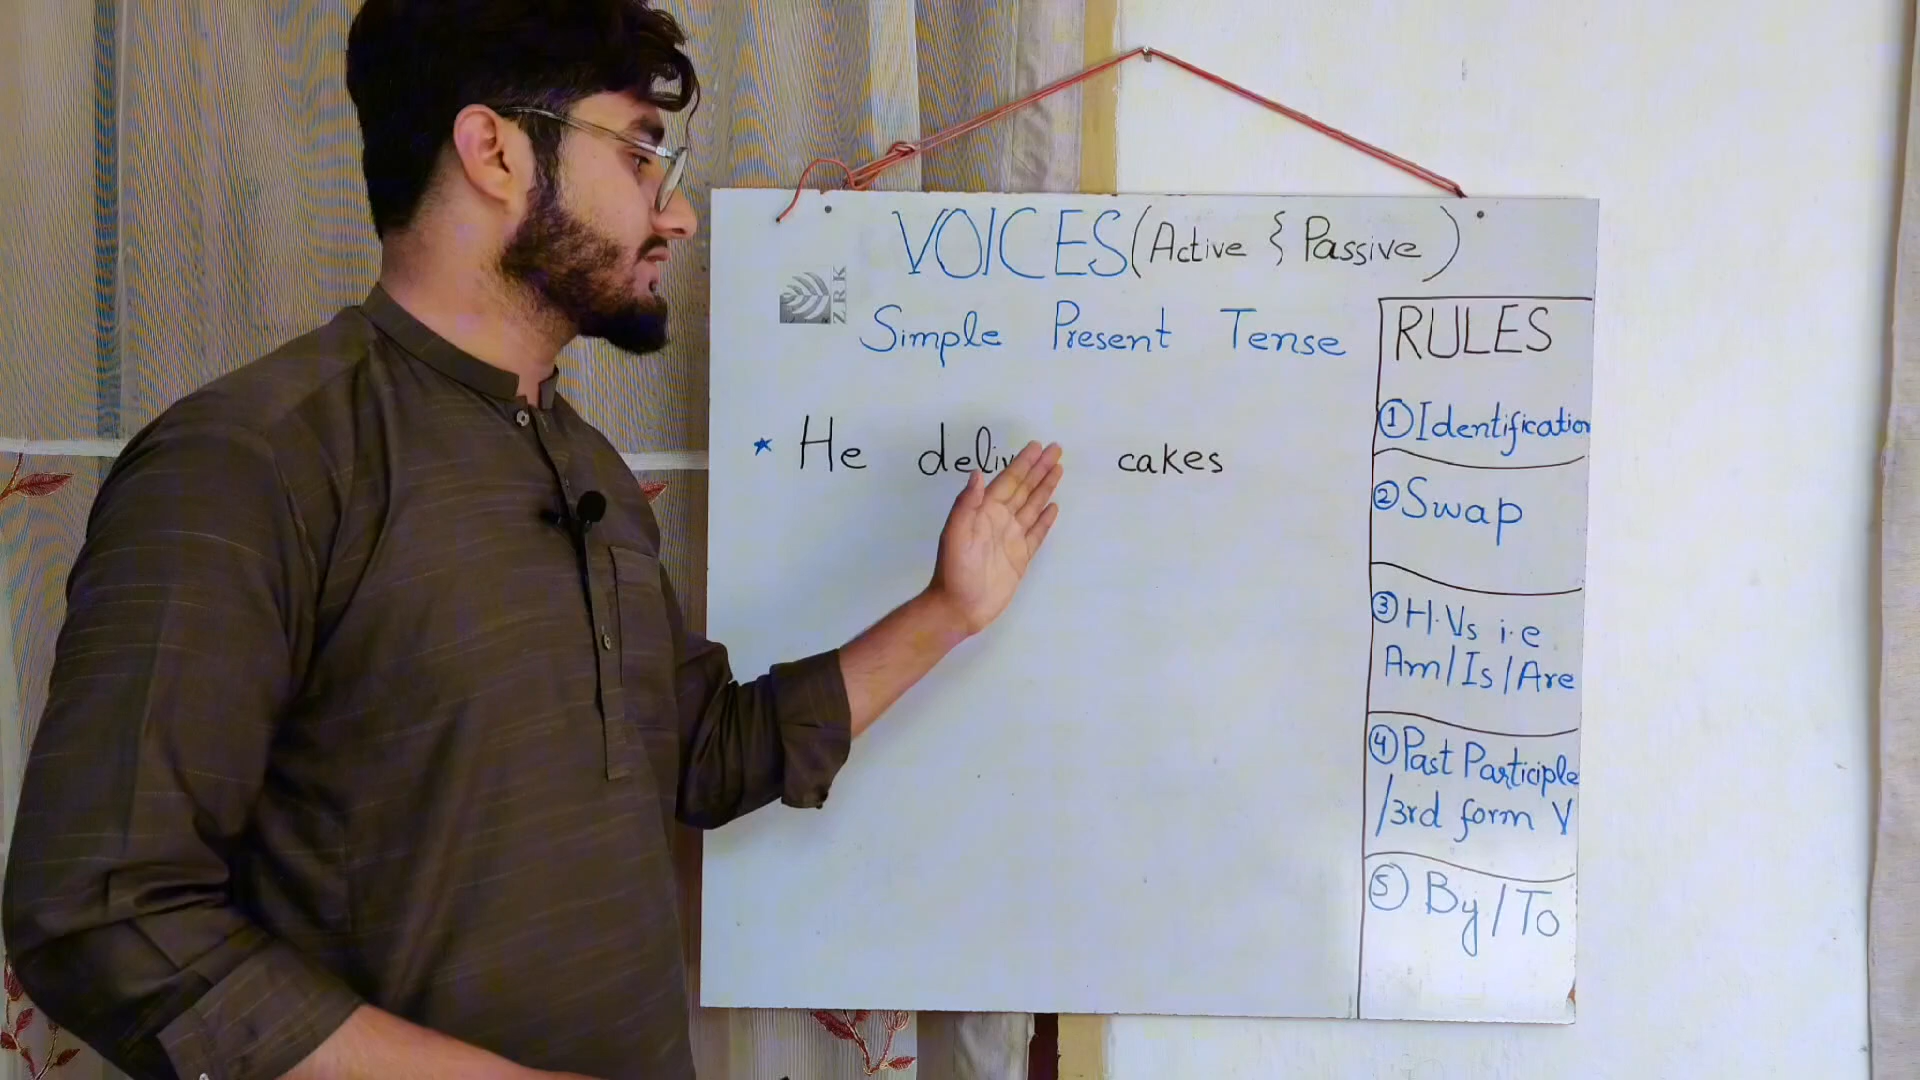 VOICES (Active & Passive)
ZRK
Simple Present Tense
* He cakes
RULES
① Identification
② Swap
③ H.Vs i.e
Am/Is/Are
④ Past Participle
/3rd form V
⑤ By/To